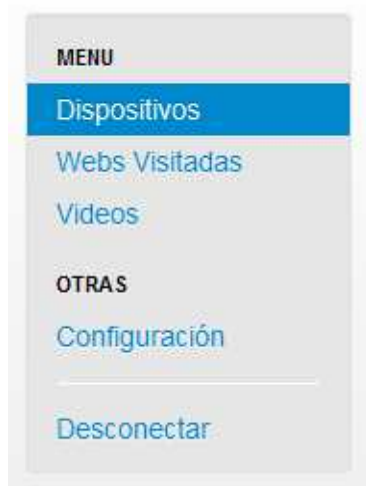 MENU
Dispositivos
Webs Visitadas
Videos
OTRAS
Configuración
Desconectar